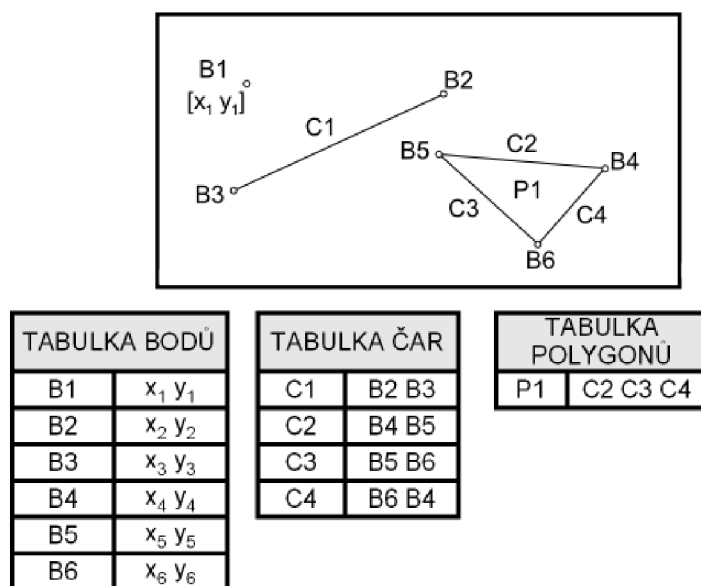 B1
[x₁ y₁]
B2
C1
B3
B5
C2
B4
P1
C3
C4
B6
TABULKA BODŮ
B1 x₁ y₁
B2 x₂ y₂
B3 x₃ y₃
B4 x₄ y₄
B5 x₅ y₅
B6 x₆ y₆
TABULKA ČAR
C1 B2 B3
C2 B4 B5
C3 B5 B6
C4 B6 B4
TABULKA
POLYGONŮ
P1 C2 C3 C4